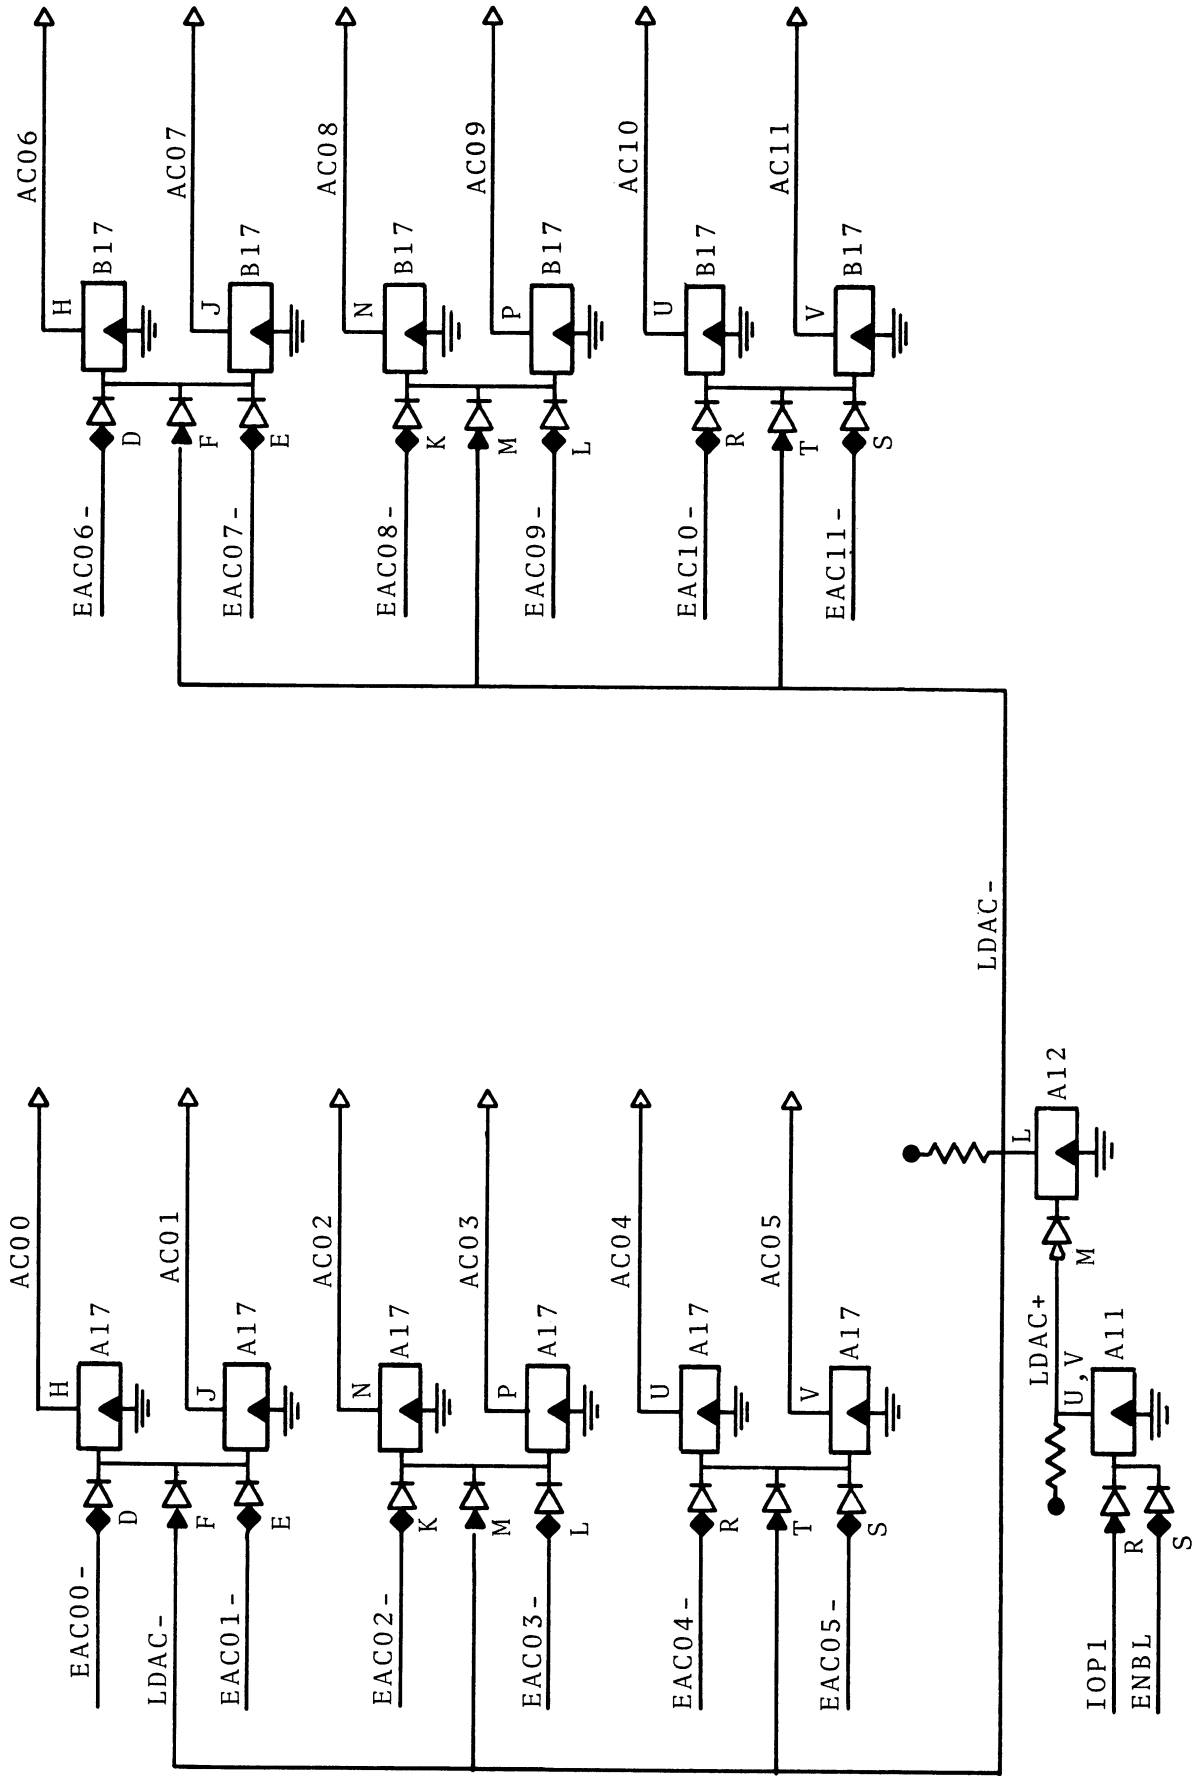 AC00
H
A17
EAC00-
D
LDAC-
F
AC01
J
A17
EAC01-
E
AC02
N
A17
EAC02-
K
M
AC03
P
A17
EAC03-
L
AC04
U
A17
EAC04-
R
T
AC05
V
A17
EAC05-
S
AC06
H
B17
EAC06-
D
F
AC07
J
B17
EAC07-
E
AC08
N
B17
EAC08-
K
M
AC09
P
B17
EAC09-
L
AC10
U
B17
EAC10-
R
T
AC11
V
B17
EAC11-
S
LDAC-
L
A12
M
LDAC+
U,V
A11
IOP1
R
ENBL
S